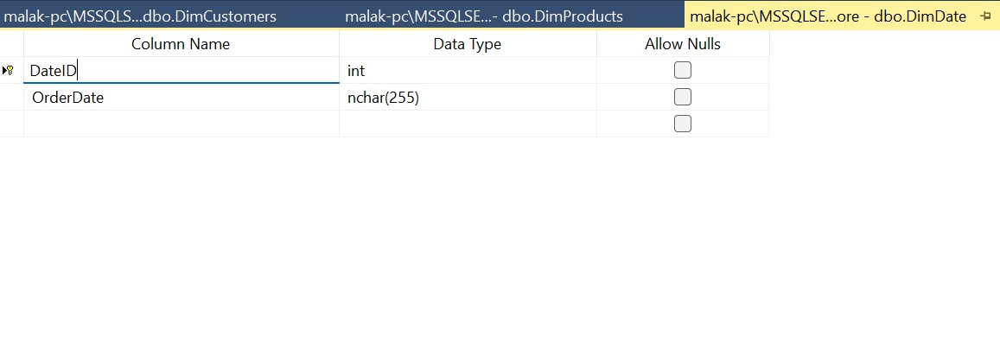 malak-pc\MSSQLS...dbo.DimCustomers malak-pc\MSSQLSE...- dbo.DimProducts malak-pc\MSSQLSE...ore - dbo.DimDate
Column Name Data Type Allow Nulls
DateID int
OrderDate nchar(255)